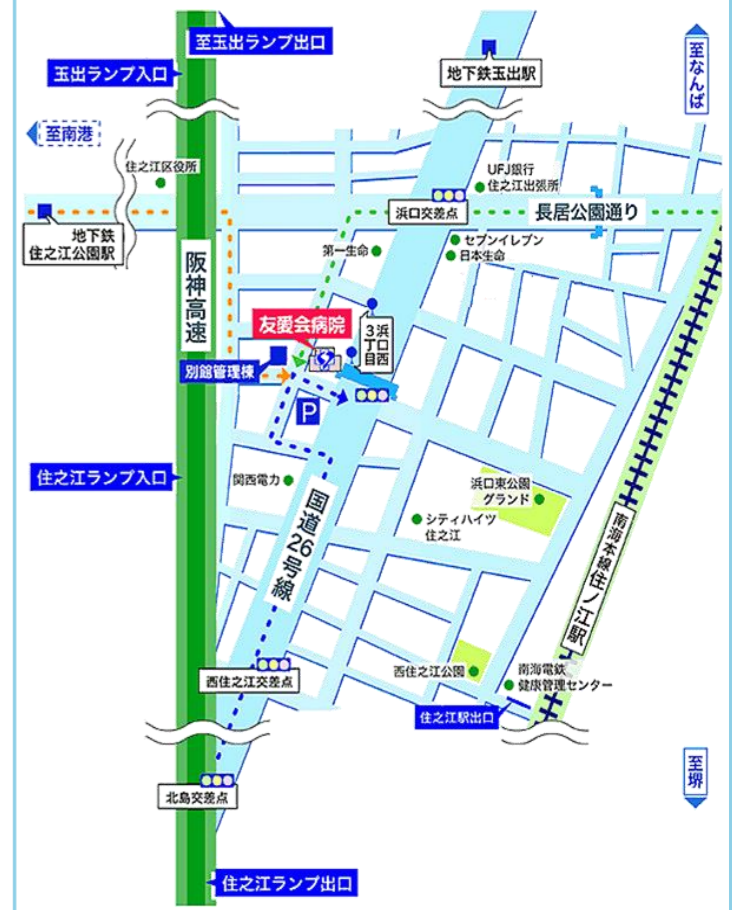 至玉出ランプ出口
玉出ランプ入口
地下鉄玉出駅
至なんば
至南港
住之江区役所
UFJ銀行
住之江出張所
浜口交差点
長居公園通り
地下鉄
住之江公園駅
第一生命
セブンイレブン
日本生命
阪神高速
友愛会病院
浜口西
3丁目
別館管理棟
P
住之江ランプ入口
関西電力
浜口東公園
グランド
シティハイツ
住之江
国道26号線
南海本線住ノ江駅
西住之江交差点
西住之江公園
南海電鉄
健康管理センター
住之江駅出口
至堺
北島交差点
住之江ランプ出口